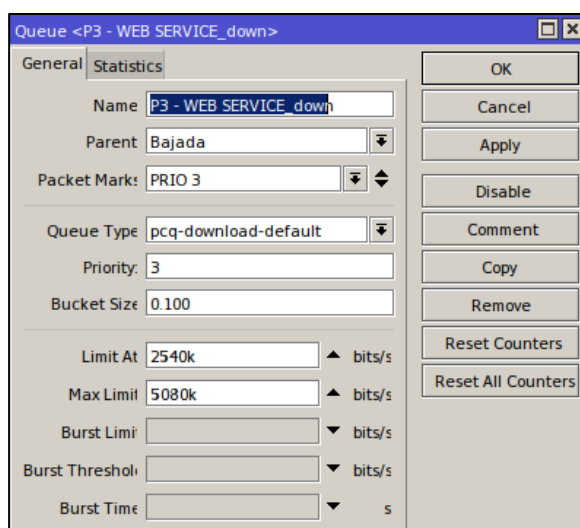 Queue <P3 - WEB SERVICE_down>
General Statistics
Name P3 - WEB SERVICE_down
Parent Bajada
Packet Marks PRIO 3
Queue Type pcq-download-default
Priority: 3
Bucket Size 0.100
Limit At 2540k bits/s
Max Limit 5080k bits/s
Burst Limit bits/s
Burst Threshold bits/s
Burst Time s
OK
Cancel
Apply
Disable
Comment
Copy
Remove
Reset Counters
Reset All Counters